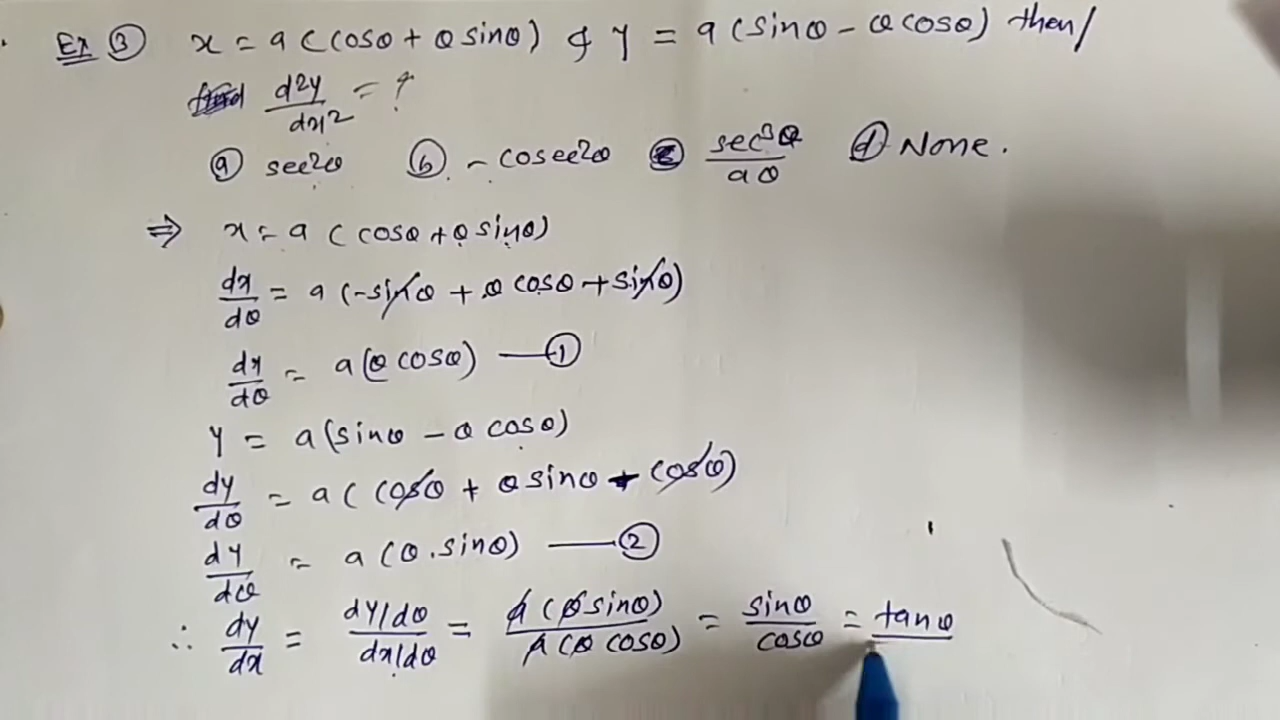 Ex ③ x = a (cosθ + θ sinθ) & y = a (sinθ - θ cosθ) then/
d²y/dx² = ?
ⓐ sec²θ ⓑ - cosec²θ ⓒ sec³θ/aθ ⓓ None.
⇒ x = a (cosθ + θ sinθ)
dx/dθ = a (-sinθ + θ cosθ + sinθ)
dx/dθ = a(θ cosθ) — ①
y = a(sinθ - θ cosθ)
dy/dθ = a (cosθ + θ sinθ - cosθ)
dy/dθ = a (θ.sinθ) — ②
∴ dy/dx = dy/dθ / dx/dθ = a (θ sinθ) / a (θ cosθ) = sinθ/cosθ = tanθ